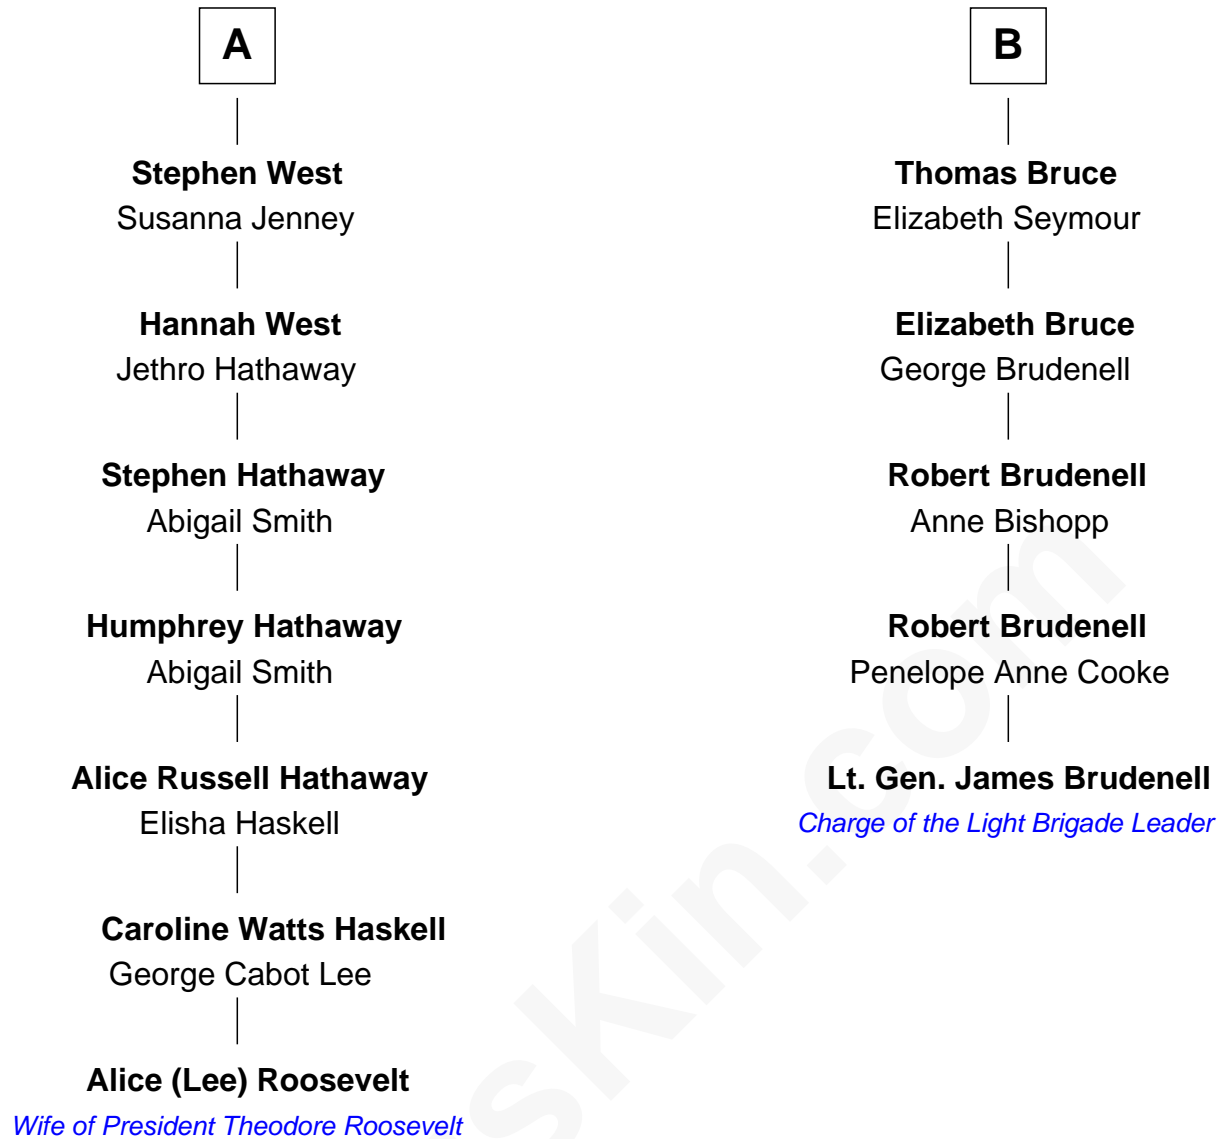 A
Stephen West
Susanna Jenney
Hannah West
Jethro Hathaway
Stephen Hathaway
Abigail Smith
Humphrey Hathaway
Abigail Smith
Alice Russell Hathaway
Elisha Haskell
Caroline Watts Haskell
George Cabot Lee
Alice (Lee) Roosevelt
Wife of President Theodore Roosevelt
B
Thomas Bruce
Elizabeth Seymour
Elizabeth Bruce
George Brudenell
Robert Brudenell
Anne Bishopp
Robert Brudenell
Penelope Anne Cooke
Lt. Gen. James Brudenell
Charge of the Light Brigade Leader
sKin.com